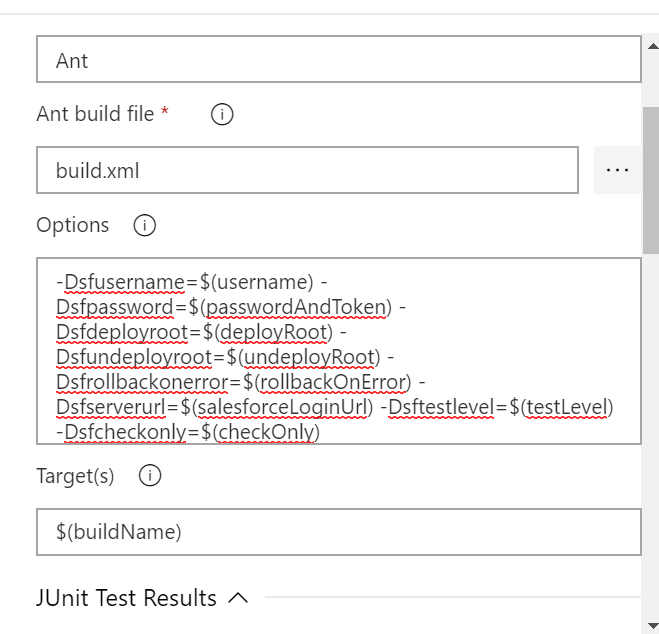 Ant
Ant build file *
build.xml
...
Options
-Dsfusername=$(username) -
Dsfpassword=$(passwordAndToken) -
Dsfdeployroot=$(deployRoot) -
Dsfundeployroot=$(undeployRoot) -
Dsfrollbackonerror=$(rollbackOnError) -
Dsfserverurl=$(salesforceLoginUrl) -Dsftestlevel=$(testLevel)
-Dsfcheckonly=$(checkOnly)
Target(s)
$(buildName)
JUnit Test Results